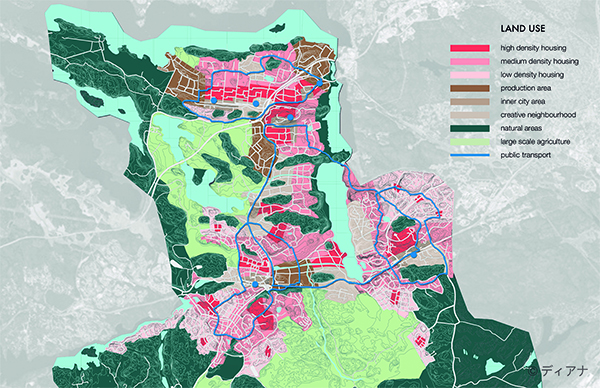 LAND USE
high density housing
medium density housing
low density housing
production area
inner city area
creative neighbourhood
natural areas
large scale agriculture
public transport
© ディアナ